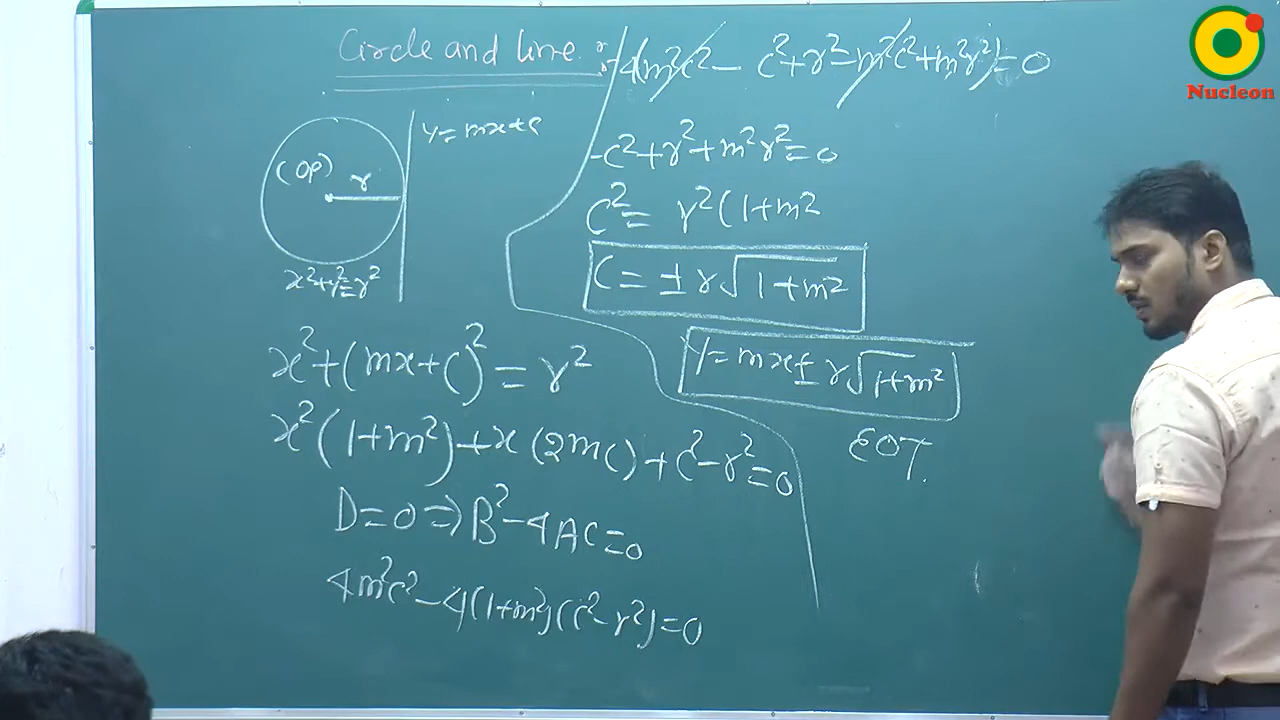 Circle and line :
(0,0)
r
y = mx+c
x²+y²=r²
x²+(mx+c)²=r²
x²(1+m²)+x(2mc)+c²-r²=0
D=0⇒B²-4AC=0
4m²c²-4(1+m²)(c²-r²)=0
4(m²c²- c²+r²-m²c²+m²r²)=0
-c²+r²+m²r²=0
c²= r²(1+m²
c= ±r√1+m²
y=mx±r√1+m²
EOT.
Nucleon